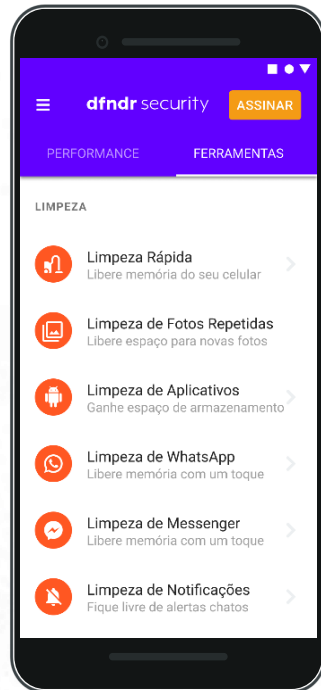 dfndr security
ASSINAR
PERFORMANCE
FERRAMENTAS
LIMPEZA
Limpeza Rápida
Libere memória do seu celular
Limpeza de Fotos Repetidas
Libere espaço para novas fotos
Limpeza de Aplicativos
Ganhe espaço de armazenamento
Limpeza de WhatsApp
Libere memória com um toque
Limpeza de Messenger
Libere memória com um toque
Limpeza de Notificações
Fique livre de alertas chatos